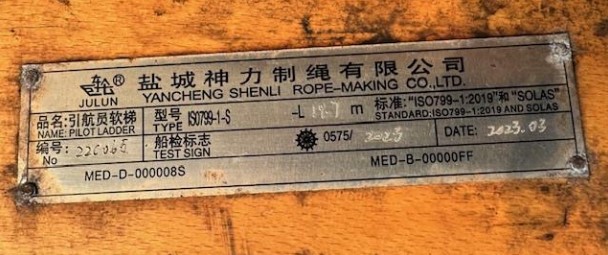 轮® 盐城神力制绳有限公司
JULUN YANCHENG SHENLI ROPE-MAKING CO.,LTD.
品名:引航员软梯 型号 ISO799-1-S -L m 标准:"ISO799-1:2019"和"SOLAS"
NAME: PILOT LADDER TYPE STANDARD:ISO799-1:2019 AND SOLAS
编号: 船检标志 0575/ 2023 DATE: 2023.03
No TEST SIGN
MED-D-000008S MED-B-00000FF